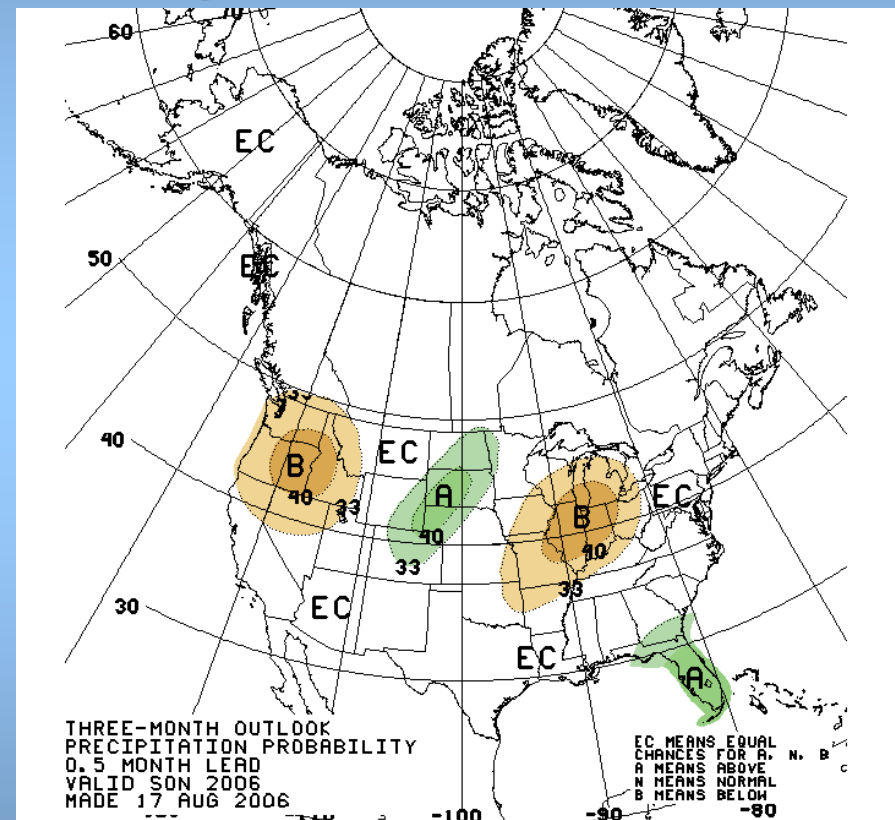 60
70
EC
50
EC
33
40
EC
B
A
EC
B
40
33
40
40
33
33
30
EC
EC
A
THREE-MONTH OUTLOOK
PRECIPITATION PROBABILITY
0.5 MONTH LEAD
VALID SON 2006
MADE 17 AUG 2006
EC MEANS EQUAL
CHANCES FOR A, N, B
A MEANS ABOVE
N MEANS NORMAL
B MEANS BELOW
-100
-90
-80